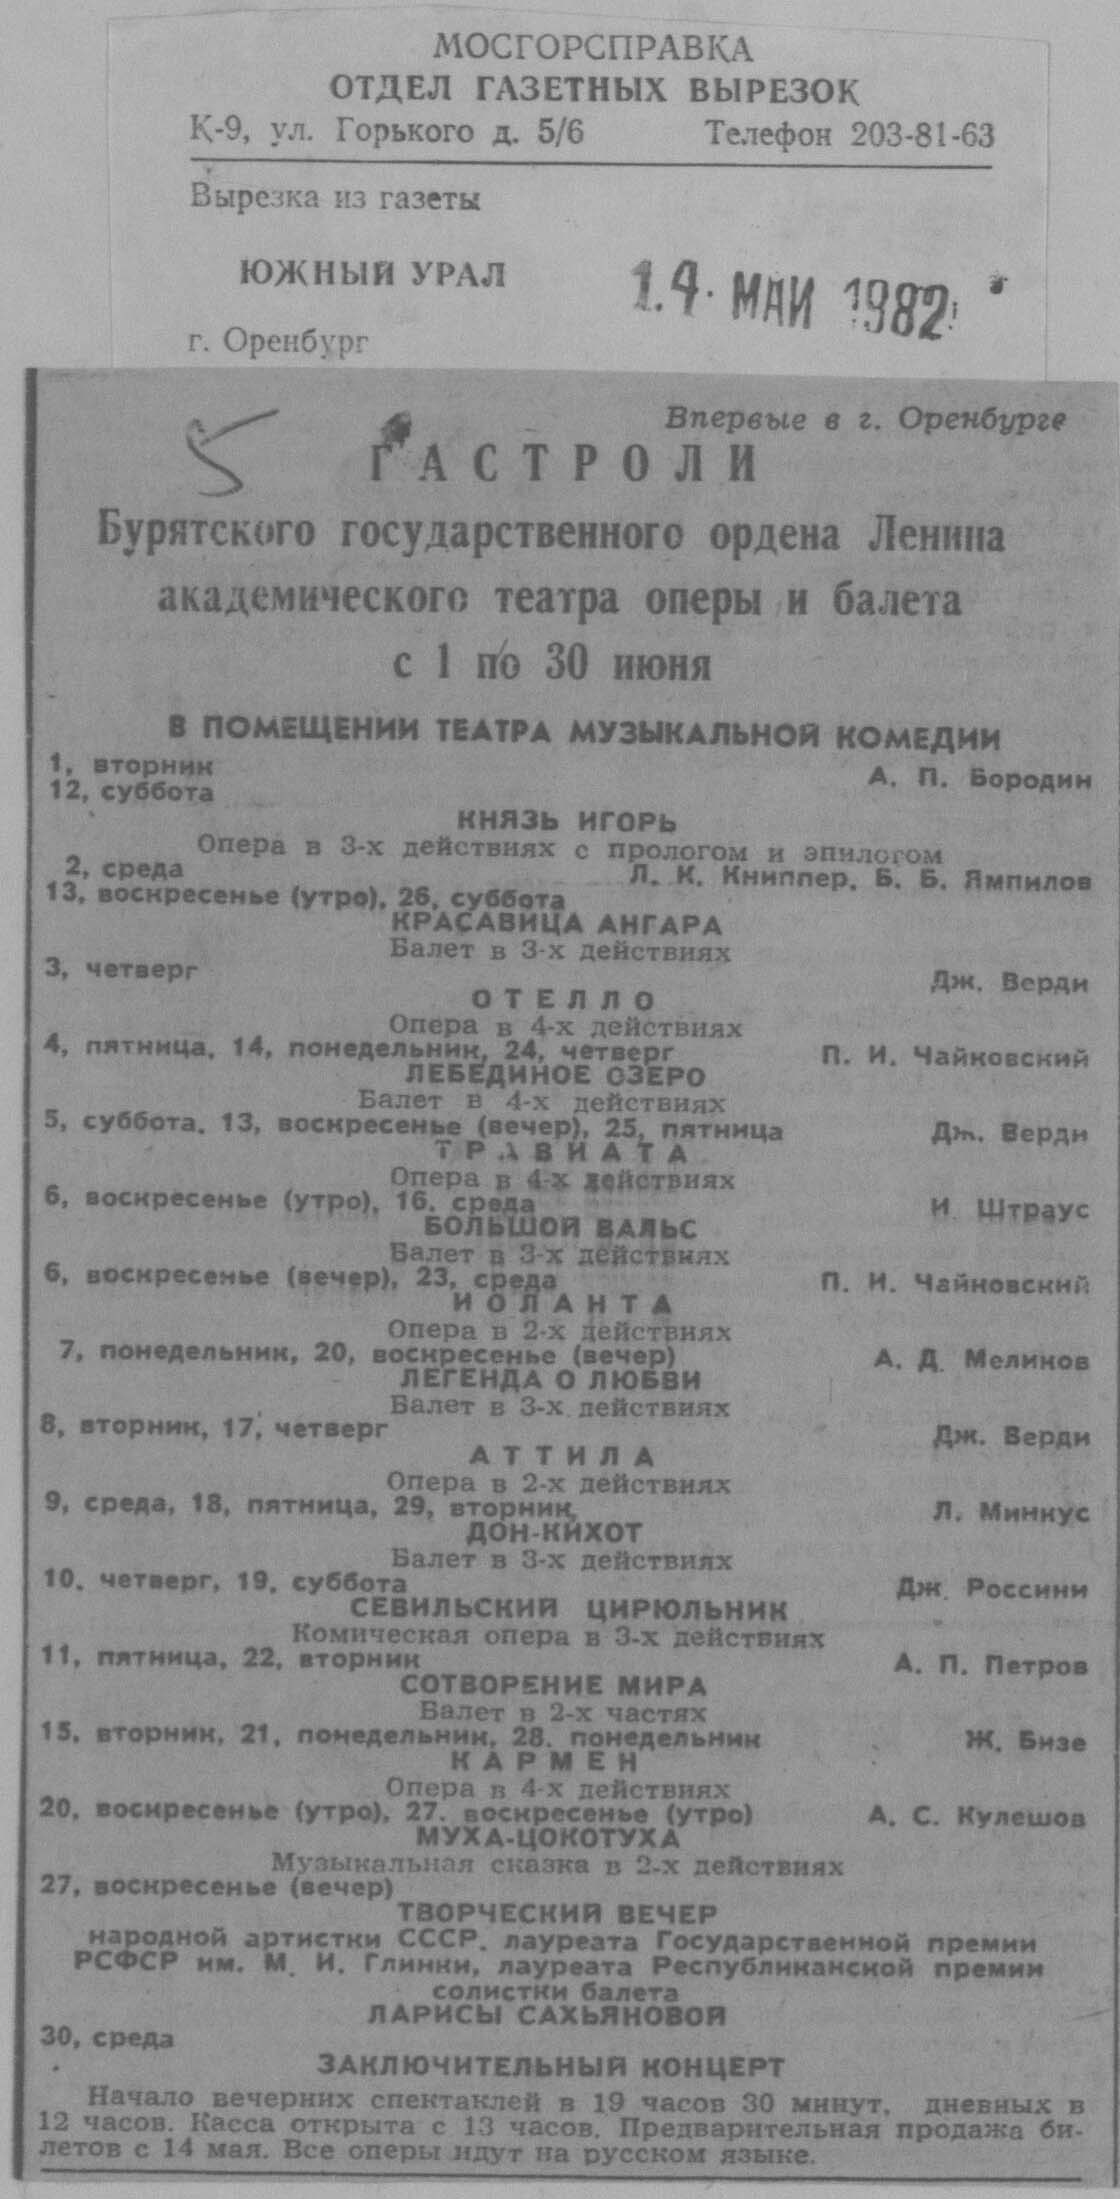 МОСГОРСПРАВКА
ОТДЕЛ ГАЗЕТНЫХ ВЫРЕЗОК
К-9, ул. Горького д. 5/6 Телефон 203-81-63
Вырезка из газеты
ЮЖНЫЙ УРАЛ
14. МАИ 1982
г. Оренбург
5
Впервые в г. Оренбурге
ГАСТРОЛИ
Бурятского государственного ордена Ленина
академического театра оперы и балета
с 1 по 30 июня
В ПОМЕЩЕНИИ ТЕАТРА МУЗЫКАЛЬНОЙ КОМЕДИИ
1, вторник
12, суббота А. П. Бородин
КНЯЗЬ ИГОРЬ
Опера в 3-х действиях с прологом и эпилогом
2, среда Л. К. Книппер, Б. Б. Ямпилов
13, воскресенье (утро), 26, суббота
КРАСАВИЦА АНГАРА
Балет в 3-х действиях
3, четверг Дж. Верди
ОТЕЛЛО
Опера в 4-х действиях
4, пятница, 14, понедельник, 24, четверг П. И. Чайковский
ЛЕБЕДИНОЕ ОЗЕРО
Балет в 4-х действиях
5, суббота, 13, воскресенье (вечер), 25, пятница Дж. Верди
ТРАВИАТА
Опера в 4-х действиях
6, воскресенье (утро), 16. среда И. Штраус
БОЛЬШОЙ ВАЛЬС
Балет в 3-х действиях
6, воскресенье (вечер), 23, среда П. И. Чайковский
ИОЛАНТА
Опера в 2-х действиях
7, понедельник, 20, воскресенье (вечер) А. Д. Меликов
ЛЕГЕНДА О ЛЮБВИ
Балет в 3-х действиях
8, вторник, 17, четверг Дж. Верди
АТТИЛА
Опера в 2-х действиях
9, среда, 18, пятница, 29, вторник, Л. Минкус
ДОН-КИХОТ
Балет в 3-х действиях
10, четверг, 19, суббота Дж. Россини
СЕВИЛЬСКИЙ ЦИРЮЛЬНИК
Комическая опера в 3-х действиях
11, пятница, 22, вторник А. П. Петров
СОТВОРЕНИЕ МИРА
Балет в 2-х частях
15, вторник, 21, понедельник, 28. понедельник Ж. Бизе
КАРМЕН
Опера в 4-х действиях
20, воскресенье (утро), 27. воскресенье (утро) А. С. Кулешов
МУХА-ЦОКОТУХА
Музыкальная сказка в 2-х действиях
27, воскресенье (вечер)
ТВОРЧЕСКИЙ ВЕЧЕР
народной артистки СССР, лауреата Государственной премии
РСФСР им. М. И. Глинки, лауреата Республиканской премии
солистки балета
ЛАРИСЫ САХЬЯНОВОЙ
30, среда
ЗАКЛЮЧИТЕЛЬНЫЙ КОНЦЕРТ
Начало вечерних спектаклей в 19 часов 30 минут, дневных в
12 часов. Касса открыта с 13 часов. Предварительная продажа би-
летов с 14 мая. Все оперы идут на русском языке.